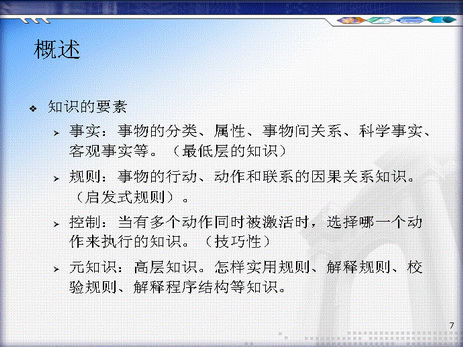 概述
❖ 知识的要素
➢ 事实：事物的分类、属性、事物间关系、科学事实、
客观事实等。（最低层的知识）
➢ 规则：事物的行动、动作和联系的因果关系知识。
（启发式规则）。
➢ 控制：当有多个动作同时被激活时，选择哪一个动
作来执行的知识。（技巧性）
➢ 元知识：高层知识。怎样实用规则、解释规则、校
验规则、解释程序结构等知识。
7